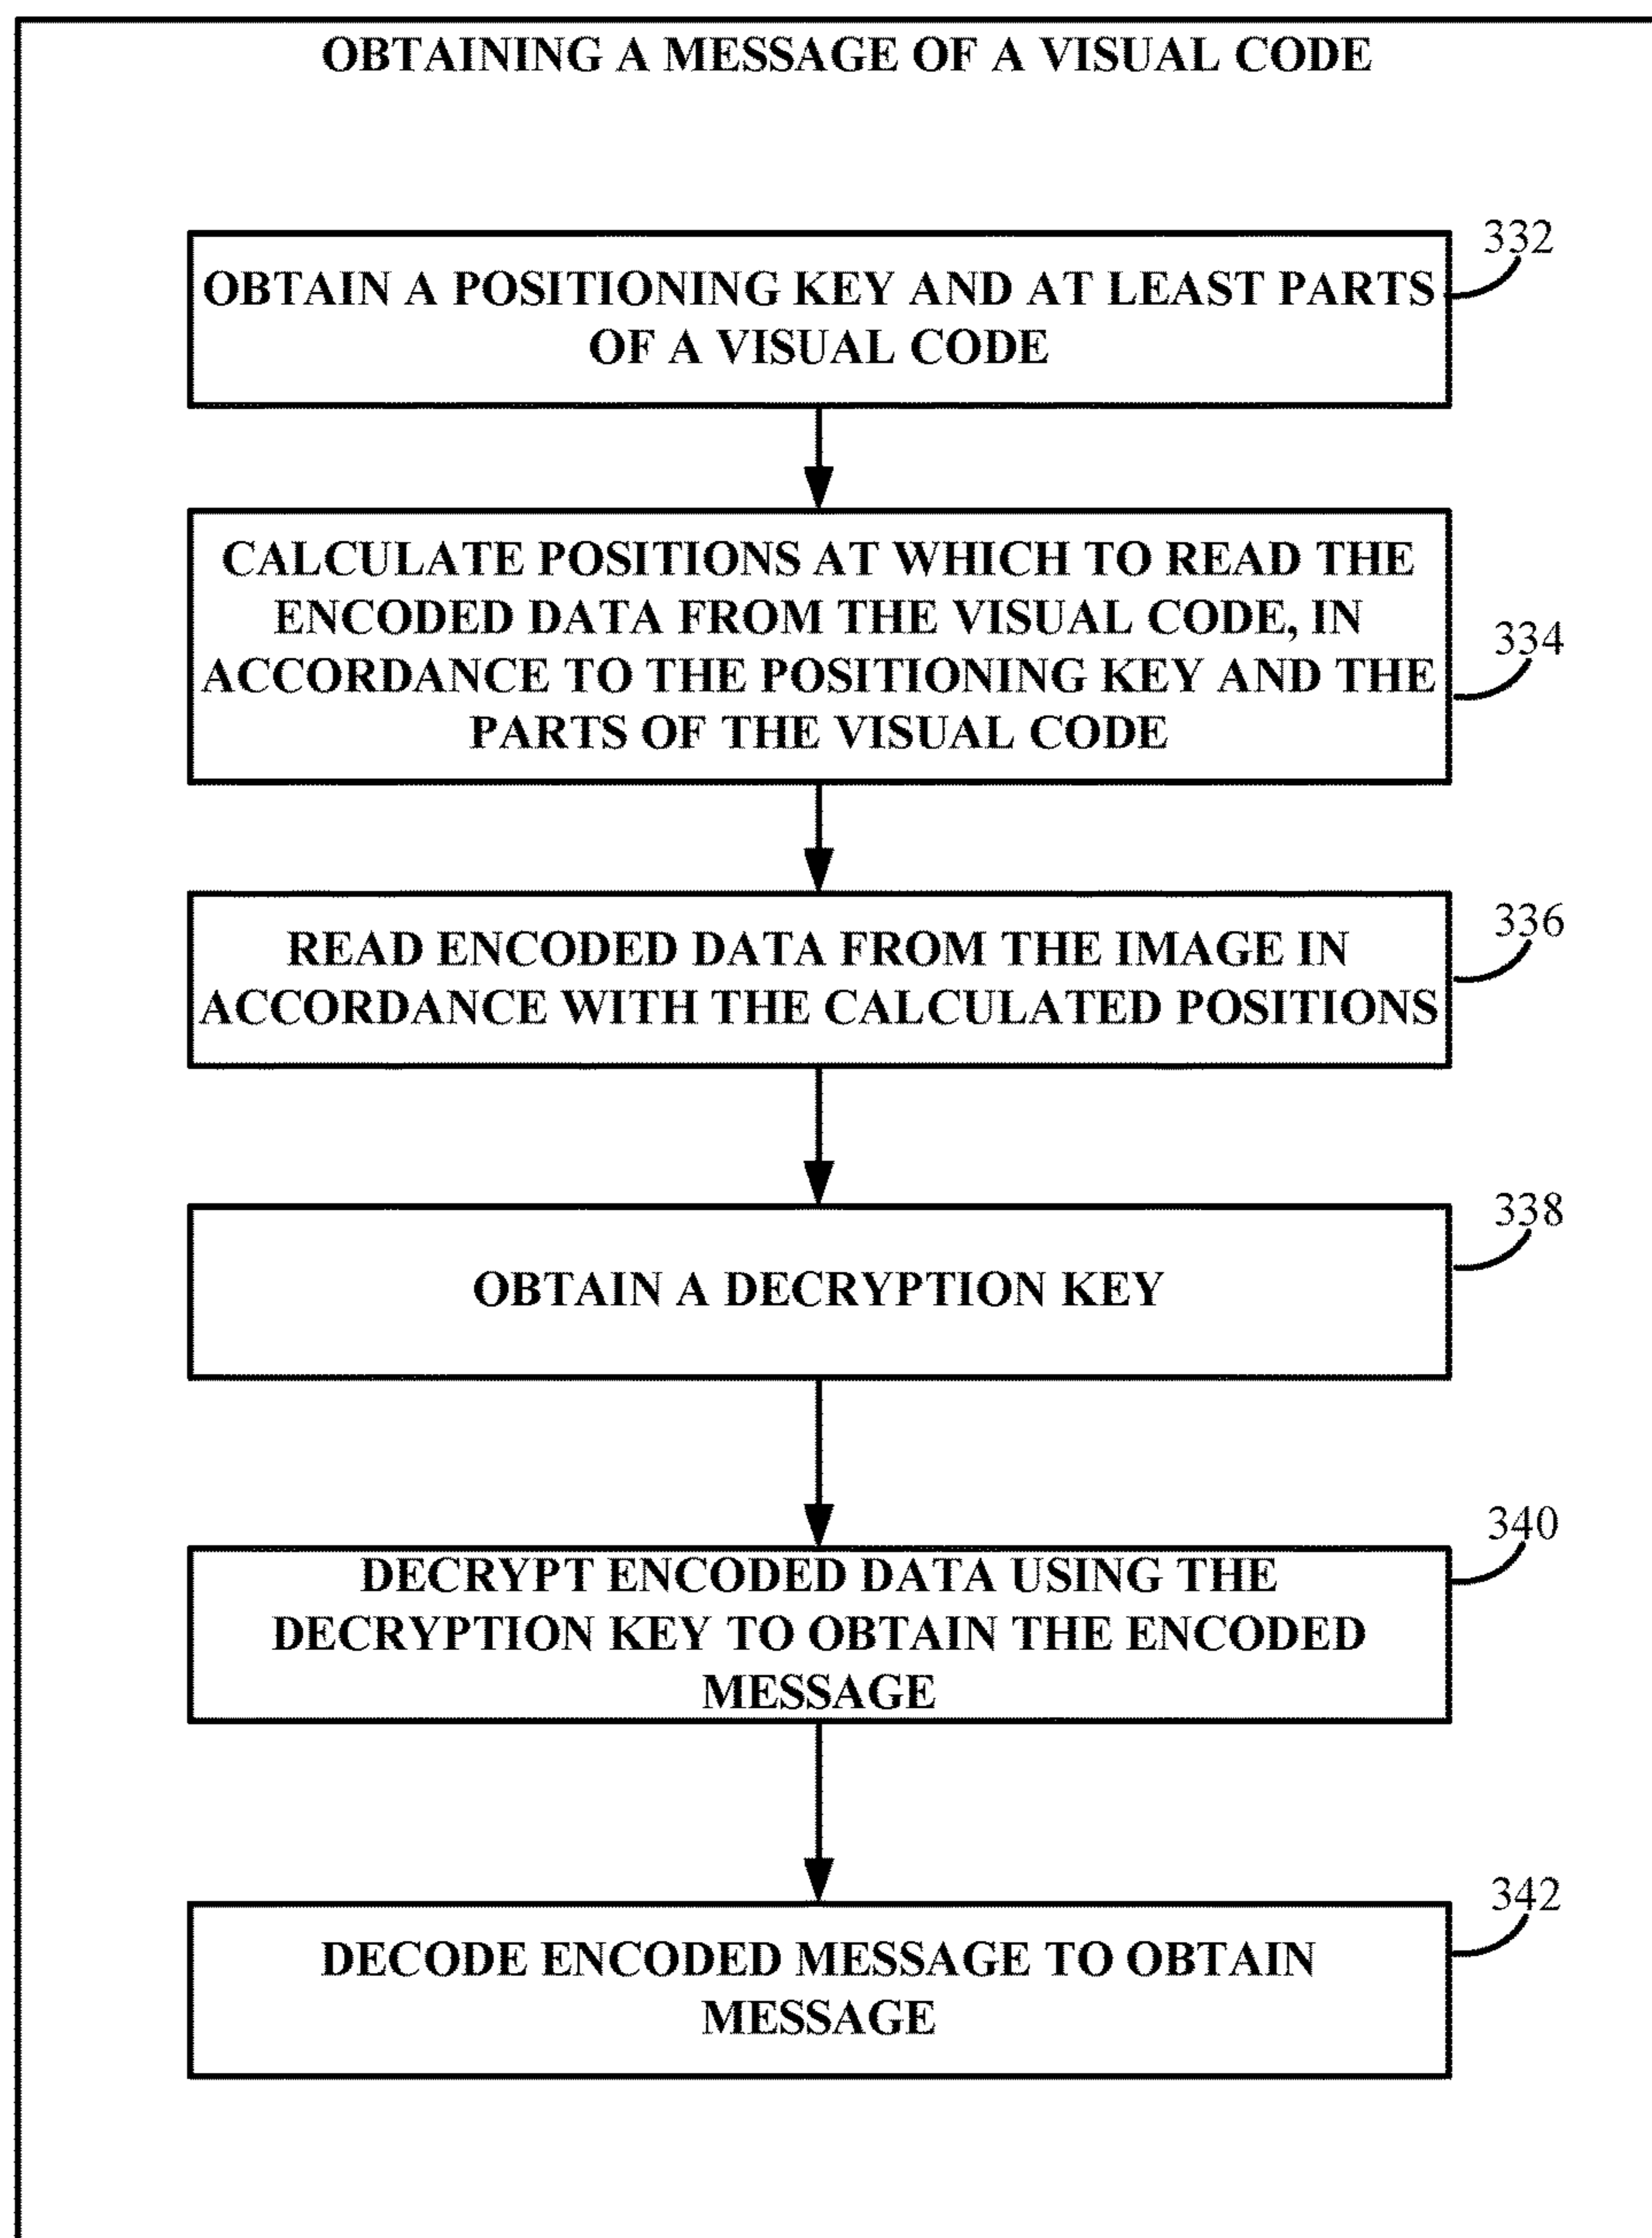 OBTAINING A MESSAGE OF A VISUAL CODE
332
OBTAIN A POSITIONING KEY AND AT LEAST PARTS
OF A VISUAL CODE
CALCULATE POSITIONS AT WHICH TO READ THE
ENCODED DATA FROM THE VISUAL CODE, IN
334
ACCORDANCE TO THE POSITIONING KEY AND THE
PARTS OF THE VISUAL CODE
336
READ ENCODED DATA FROM THE IMAGE IN
ACCORDANCE WITH THE CALCULATED POSITIONS
338
OBTAIN A DECRYPTION KEY
340
DECRYPT ENCODED DATA USING THE
DECRYPTION KEY TO OBTAIN THE ENCODED
MESSAGE
342
DECODE ENCODED MESSAGE TO OBTAIN
MESSAGE